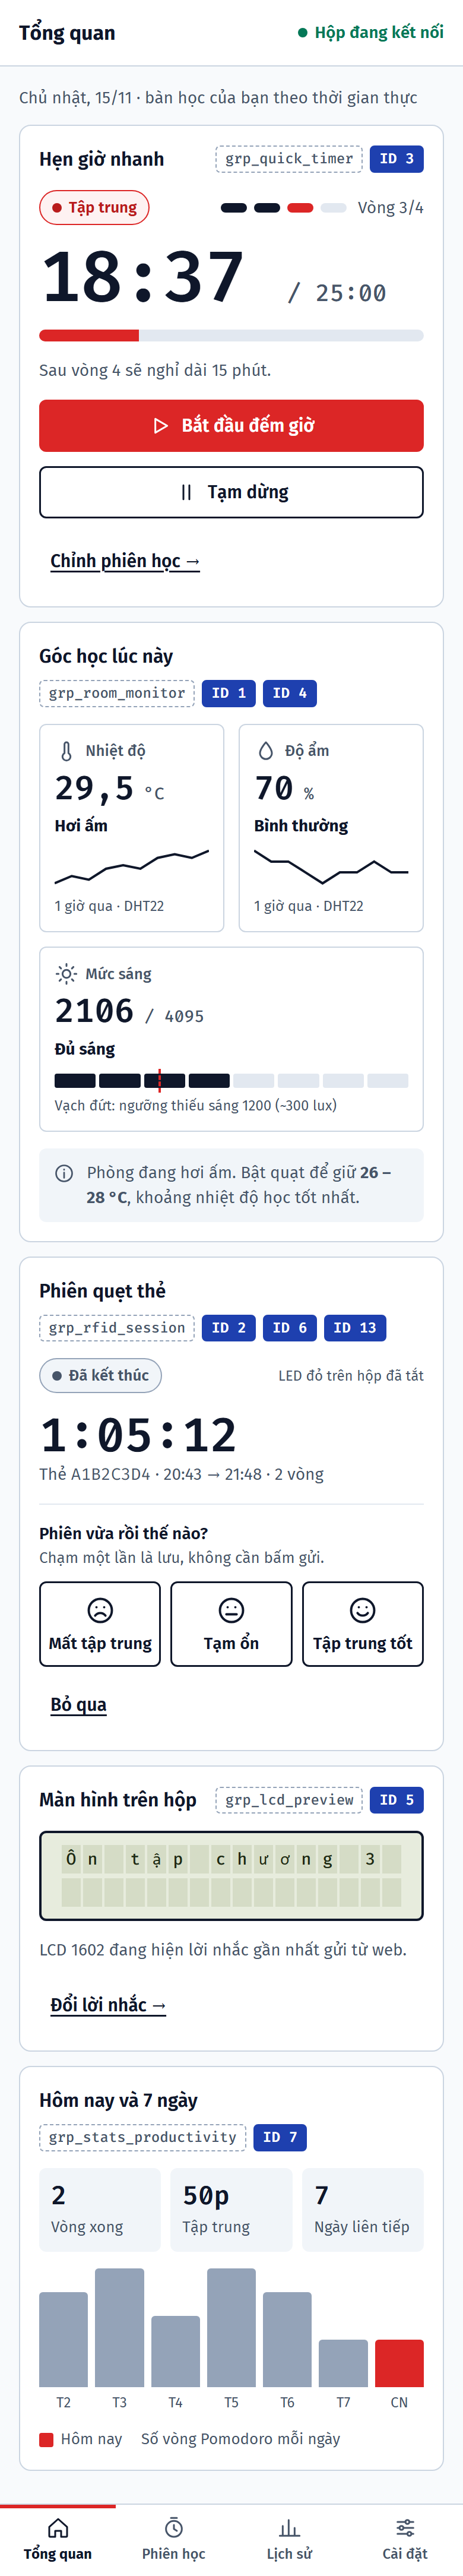 Tổng quan
Hộp đang kết nối
Chủ nhật, 15/11 · bàn học của bạn theo thời gian thực
Hẹn giờ nhanh
grp_quick_timer
ID 3
Tập trung
Vòng 3/4
18:37 / 25:00
Sau vòng 4 sẽ nghỉ dài 15 phút.
Bắt đầu đếm giờ
Tạm dừng
Chỉnh phiên học →
Góc học lúc này
grp_room_monitor
ID 1
ID 4
Nhiệt độ
29,5 °C
Hơi ấm
1 giờ qua · DHT22
Độ ẩm
70 %
Bình thường
1 giờ qua · DHT22
Mức sáng
2106 / 4095
Đủ sáng
Vạch đứt: ngưỡng thiếu sáng 1200 (~300 lux)
Phòng đang hơi ấm. Bật quạt để giữ 26 –
28 °C, khoảng nhiệt độ học tốt nhất.
Phiên quẹt thẻ
grp_rfid_session
ID 2
ID 6
ID 13
Đã kết thúc
LED đỏ trên hộp đã tắt
1:05:12
Thẻ A1B2C3D4 · 20:43 → 21:48 · 2 vòng
Phiên vừa rồi thế nào?
Chạm một lần là lưu, không cần bấm gửi.
Mất tập trung
Tạm ổn
Tập trung tốt
Bỏ qua
Màn hình trên hộp
grp_lcd_preview
ID 5
Ôn tập chương 3
LCD 1602 đang hiện lời nhắc gần nhất gửi từ web.
Đổi lời nhắc →
Hôm nay và 7 ngày
grp_stats_productivity
ID 7
2
Vòng xong
50p
Tập trung
7
Ngày liên tiếp
T2 T3 T4 T5 T6 T7 CN
Hôm nay
Số vòng Pomodoro mỗi ngày
Tổng quan
Phiên học
Lịch sử
Cài đặt